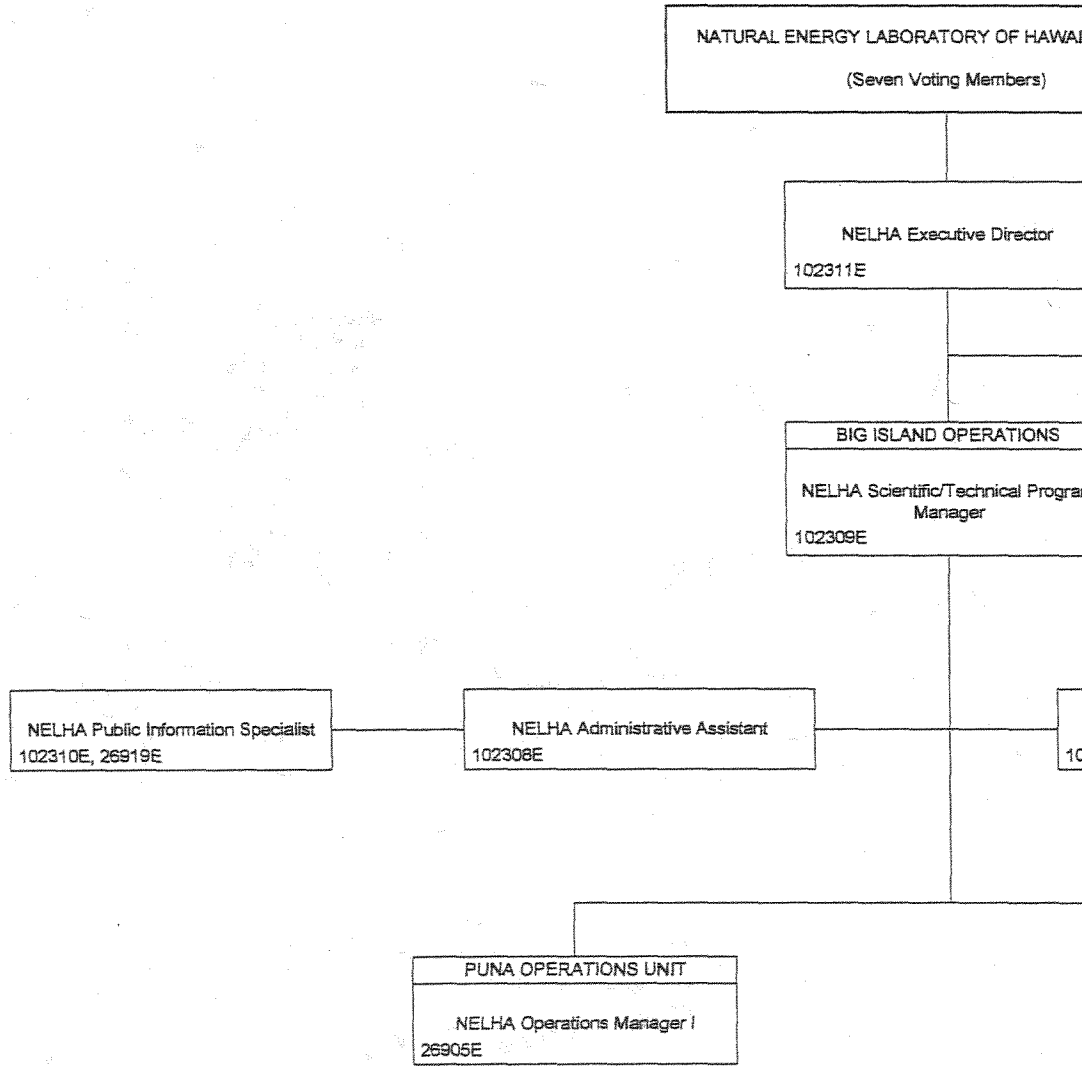 NATURAL ENERGY LABORATORY OF HAWAI
(Seven Voting Members)
NELHA Executive Director
102311E
BIG ISLAND OPERATIONS
NELHA Scientific/Technical Progra
Manager
102309E
NELHA Public Information Specialist
102310E, 26919E
NELHA Administrative Assistant
102308E
10
PUNA OPERATIONS UNIT
NELHA Operations Manager I
26905E